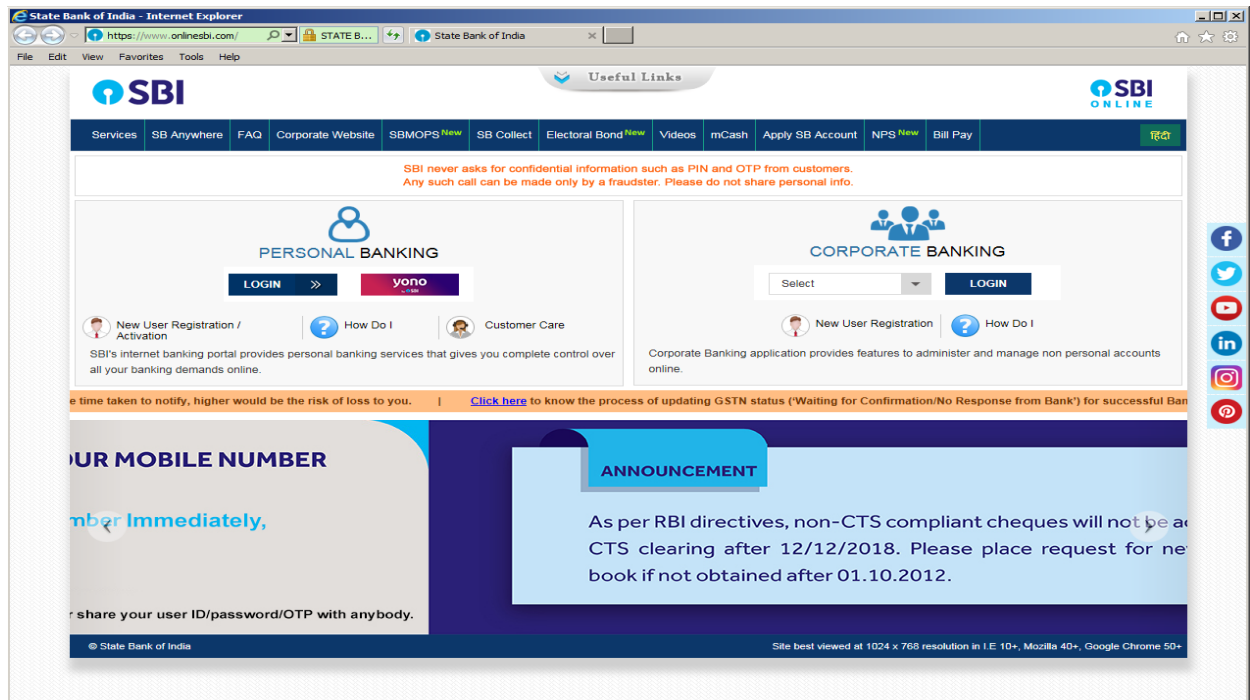 State Bank of India - Internet Explorer
https://www.onlinesbi.com/ STATE B... State Bank of India
File Edit View Favorites Tools Help
Useful Links
SBI
SBI
ONLINE
Services SB Anywhere FAQ Corporate Website SBMOPS New SB Collect Electoral Bond New Videos mCash Apply SB Account NPS New Bill Pay हिंदी
SBI never asks for confidential information such as PIN and OTP from customers.
Any such call can be made only by a fraudster. Please do not share personal info.
PERSONAL BANKING
LOGIN » yono
by SBI
New User Registration /
Activation
How Do I
Customer Care
SBI's internet banking portal provides personal banking services that gives you complete control over
all your banking demands online.
CORPORATE BANKING
Select LOGIN
New User Registration
How Do I
Corporate Banking application provides features to administer and manage non personal accounts
online.
e time taken to notify, higher would be the risk of loss to you. | Click here to know the process of updating GSTN status ('Waiting for Confirmation/No Response from Bank') for successful Ban
UR MOBILE NUMBER
mber Immediately,
r share your user ID/password/OTP with anybody.
ANNOUNCEMENT
As per RBI directives, non-CTS compliant cheques will not be a
CTS clearing after 12/12/2018. Please place request for ne
book if not obtained after 01.10.2012.
© State Bank of India
Site best viewed at 1024 x 768 resolution in I.E 10+, Mozilla 40+, Google Chrome 50+